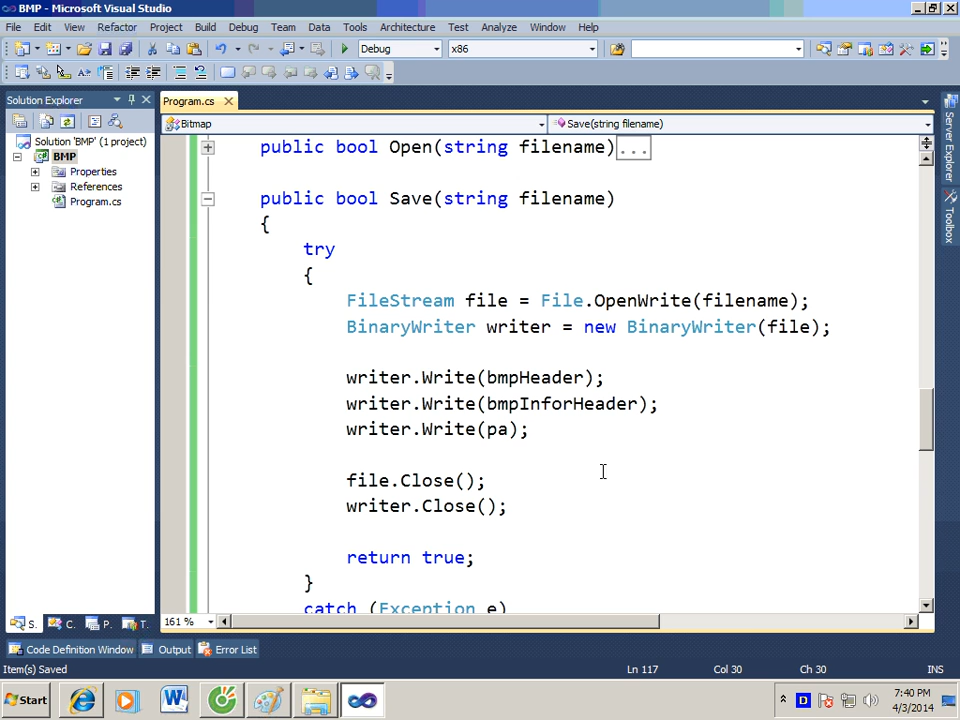 BMP - Microsoft Visual Studio
File Edit View Refactor Project Build Debug Team Data Tools Architecture Test Analyze Window Help
Debug x86
Solution Explorer
Program.cs
Bitmap Save(string filename)
Solution 'BMP' (1 project)
BMP
Properties
References
Program.cs
public bool Open(string filename)...
public bool Save(string filename)
{
try
{
FileStream file = File.OpenWrite(filename);
BinaryWriter writer = new BinaryWriter(file);
writer.Write(bmpHeader);
writer.Write(bmpInforHeader);
writer.Write(pa);
file.Close();
writer.Close();
return true;
}
catch (Exception e)
Server Explorer
Toolbox
S. C. P. T.
161 %
Code Definition Window Output Error List
Item(s) Saved Ln 117 Col 30 Ch 30 INS
Start D 7:40 PM
4/3/2014